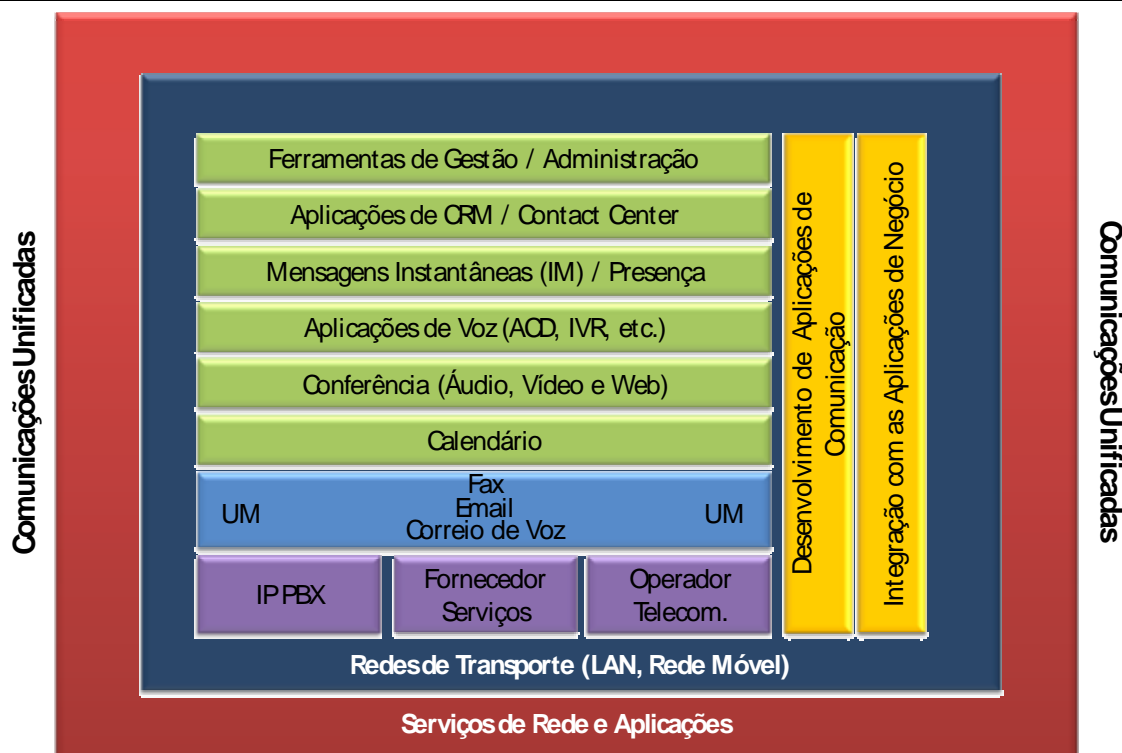 Comunicações Unificadas
Ferramentas de Gestão / Administração
Aplicações de CRM / Contact Center
Mensagens Instantâneas (IM) / Presença
Aplicações de Voz (ACD, IVR, etc.)
Conferência (Áudio, Vídeo e Web)
Calendário
Fax
UM Email UM
Correio de Voz
IP PBX
Fornecedor
Serviços
Operador
Telecom.
Desenvolvimento de Aplicações de
Comunicação
Integração com as Aplicações de Negócio
Redes de Transporte (LAN, Rede Móvel)
Serviços de Rede e Aplicações
Comunicações Unificadas